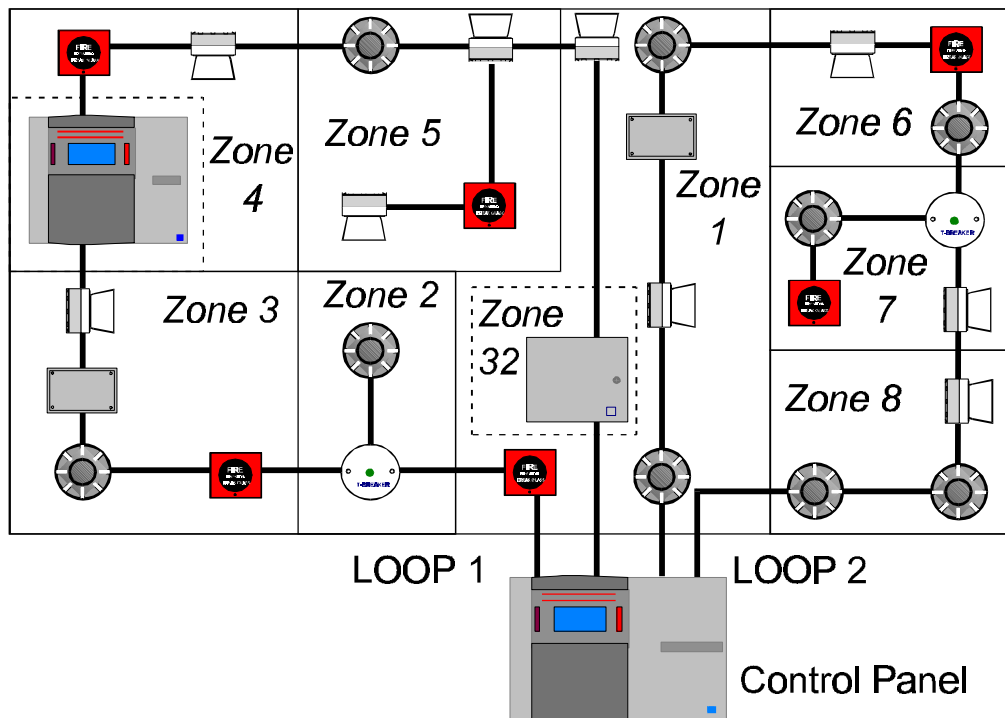 FIRE
FIRE
Zone 5
Zone 6
Zone
4
Zone
1
FIRE
T-BREAKER
Zone
7
FIRE
Zone 3
Zone 2
Zone
32
Zone 8
FIRE
T-BREAKER
FIRE
LOOP 1
LOOP 2
Control Panel